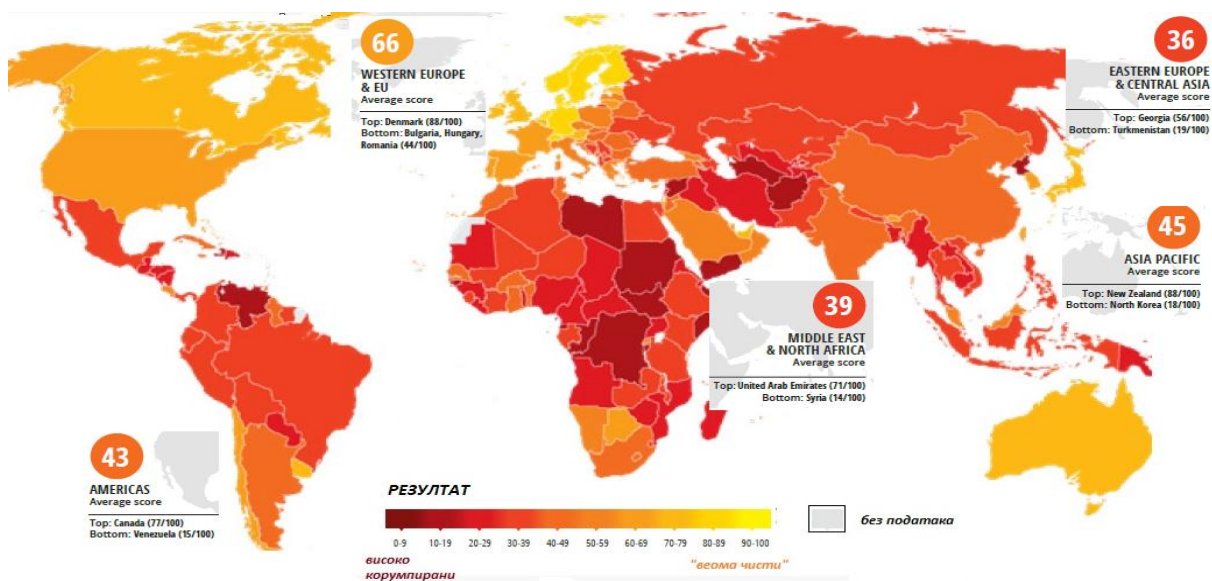 66
WESTERN EUROPE
& EU
Average score
Top: Denmark (88/100)
Bottom: Bulgaria, Hungary,
Romania (44/100)
36
EASTERN EUROPE
& CENTRAL ASIA
Average score
Top: Georgia (56/100)
Bottom: Turkmenistan (19/100)
45
ASIA PACIFIC
Average score
Top: New Zealand (88/100)
Bottom: North Korea (18/100)
39
MIDDLE EAST
& NORTH AFRICA
Average score
Top: United Arab Emirates (71/100)
Bottom: Syria (14/100)
43
AMERICAS
Average score
Top: Canada (77/100)
Bottom: Venezuela (15/100)
РЕЗУЛТАТ
0-9 10-19 20-29 30-39 40-49 50-59 60-69 70-79 80-89 90-100
високо
корумпирани
"веома чисти"
без података